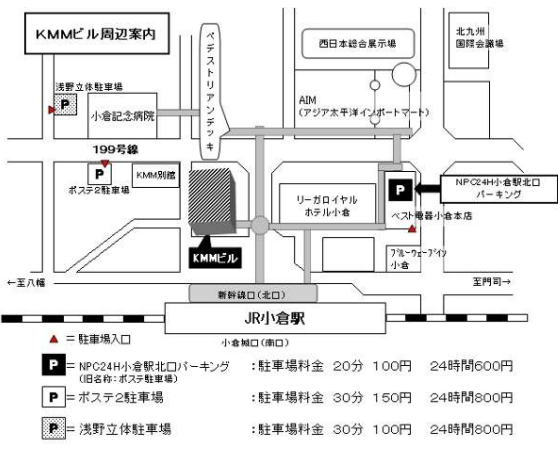 KMMビル周辺案内
ペデストリアンデッキ
西日本総合展示場
北九州
国際会議場
浅野立体駐車場
P
小倉記念病院
AIM
(アジア太平洋インポートマート)
199号線
P
ポステ2駐車場
KMM別館
リーガロイヤル
ホテル小倉
P
NPC24H小倉駅北口
パーキング
ベスト電器小倉本店
KMMビル
ブルーウェーブイン
小倉
←至八幡
至門司→
新幹線口(北口)
JR小倉駅
小倉城口(南口)
▲ = 駐車場入口
P = NPC24H小倉駅北口パーキング :駐車場料金 20分 100円 24時間600円
(旧名称:ポステ駐車場)
P = ポステ2駐車場 :駐車場料金 30分 150円 24時間800円
P = 浅野立体駐車場 :駐車場料金 30分 100円 24時間800円